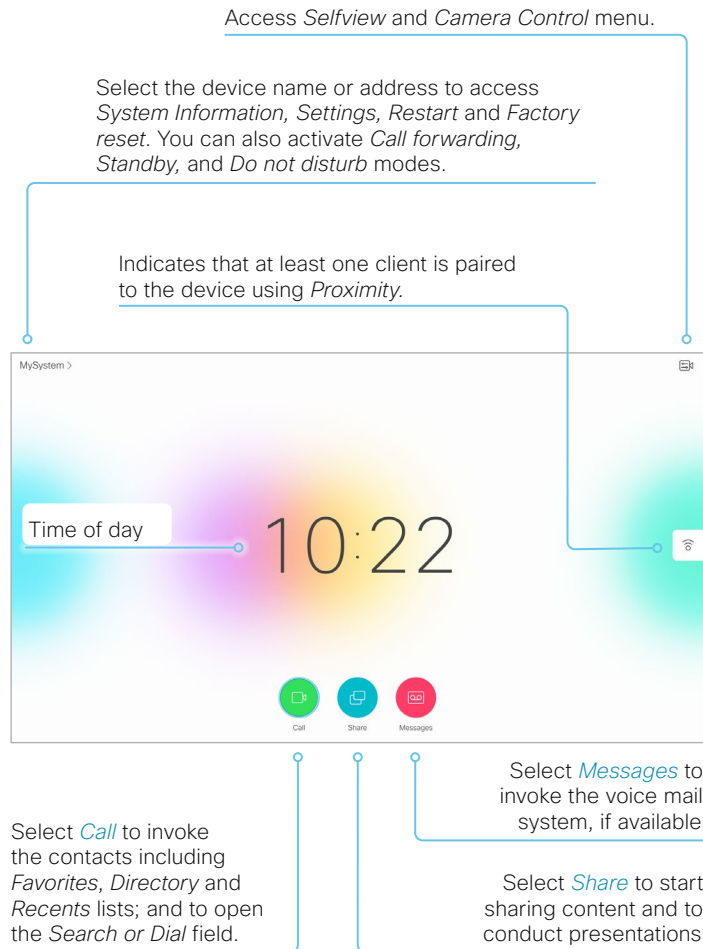 Access Selfview and Camera Control menu.
Select the device name or address to access
System Information, Settings, Restart and Factory
reset. You can also activate Call forwarding,
Standby, and Do not disturb modes.
Indicates that at least one client is paired
to the device using Proximity.
MySystem >
Time of day
10:22
Call
Share
Messages
Select Messages to
invoke the voice mail
system, if available
Select Call to invoke
the contacts including
Favorites, Directory and
Recents lists; and to open
the Search or Dial field.
Select Share to start
sharing content and to
conduct presentations